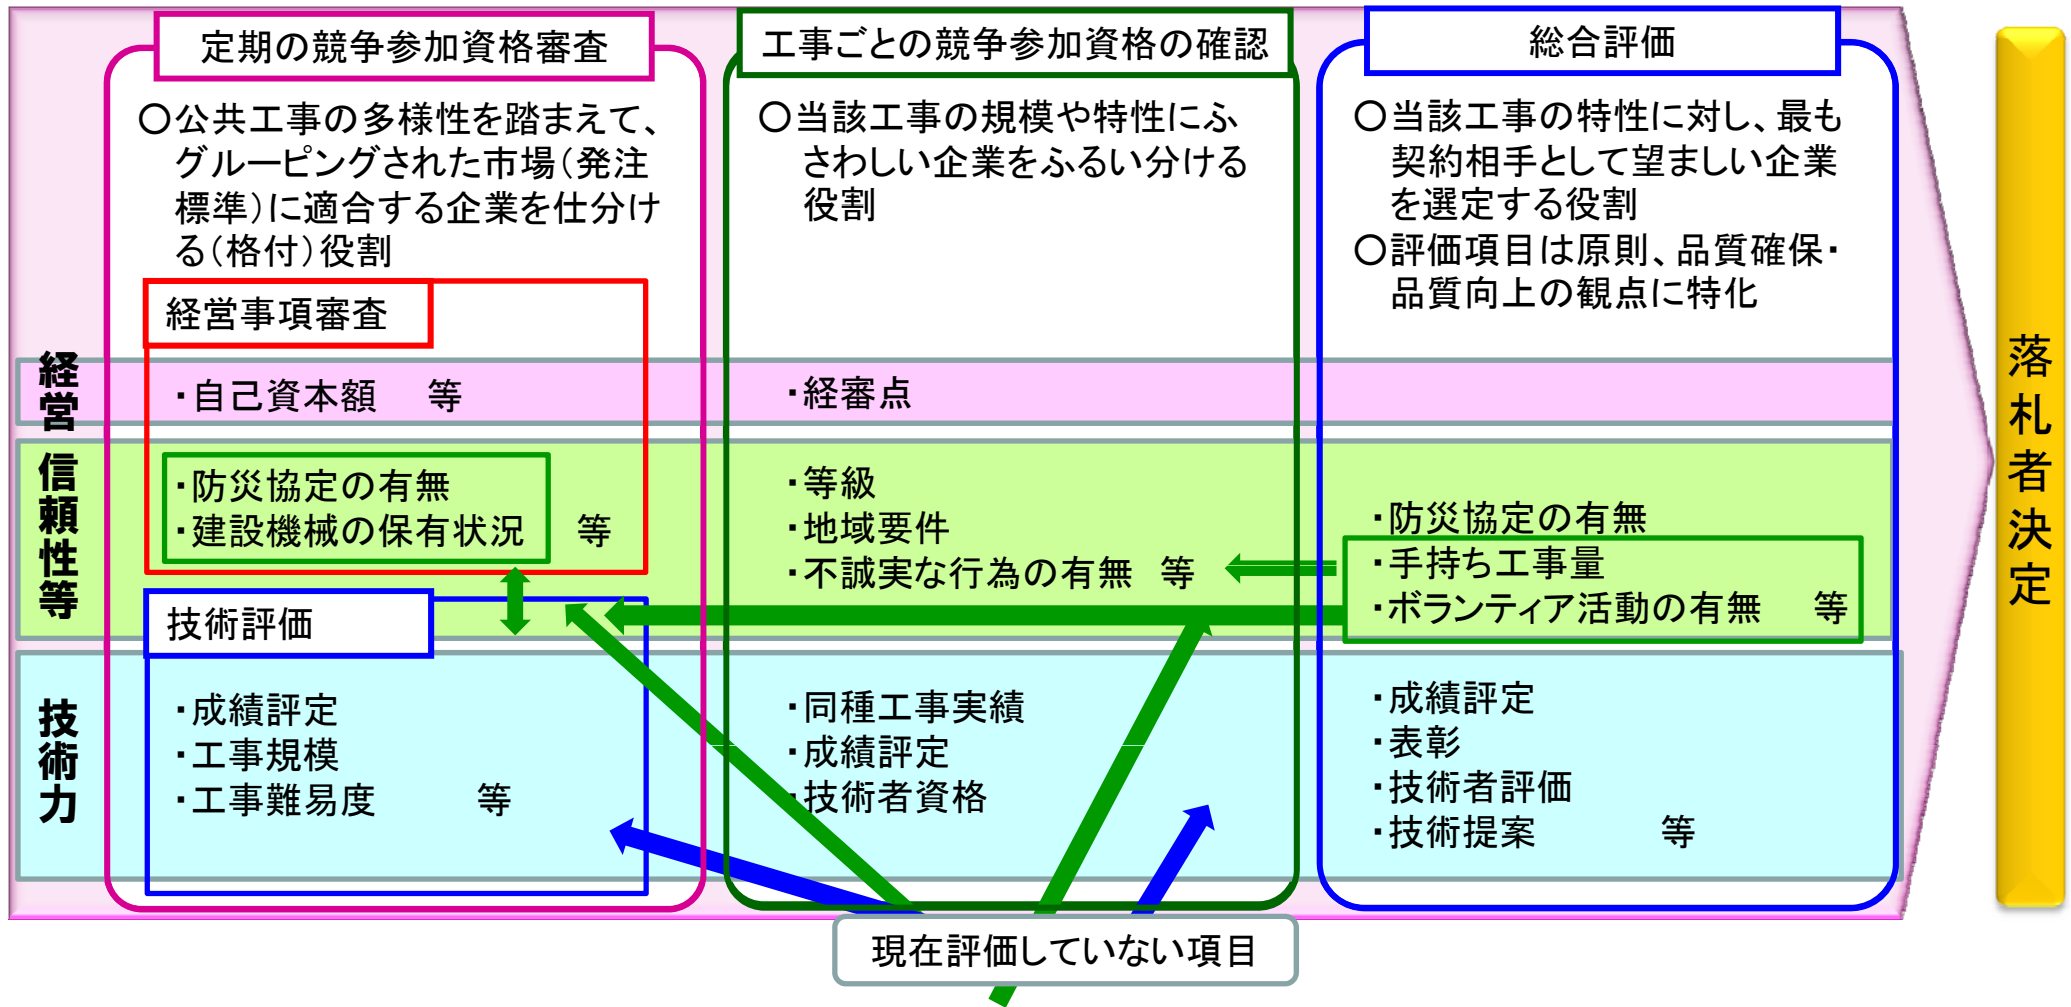 定期の競争参加資格審査
○公共工事の多様性を踏まえて、
グルーピングされた市場(発注
標準)に適合する企業を仕分け
る(格付)役割
経営事項審査
・自己資本額 等
・防災協定の有無
・建設機械の保有状況 等
技術評価
・成績評定
・工事規模
・工事難易度 等
工事ごとの競争参加資格の確認
○当該工事の規模や特性にふ
さわしい企業をふるい分ける
役割
・経審点
・等級
・地域要件
・不誠実な行為の有無 等
・同種工事実績
・成績評定
・技術者資格
総合評価
○当該工事の特性に対し、最も
契約相手として望ましい企業
を選定する役割
○評価項目は原則、品質確保・
品質向上の観点に特化
・防災協定の有無
・手持ち工事量
・ボランティア活動の有無 等
・成績評定
・表彰
・技術者評価
・技術提案 等
経営
信頼性等
技術力
落札者決定
現在評価していない項目